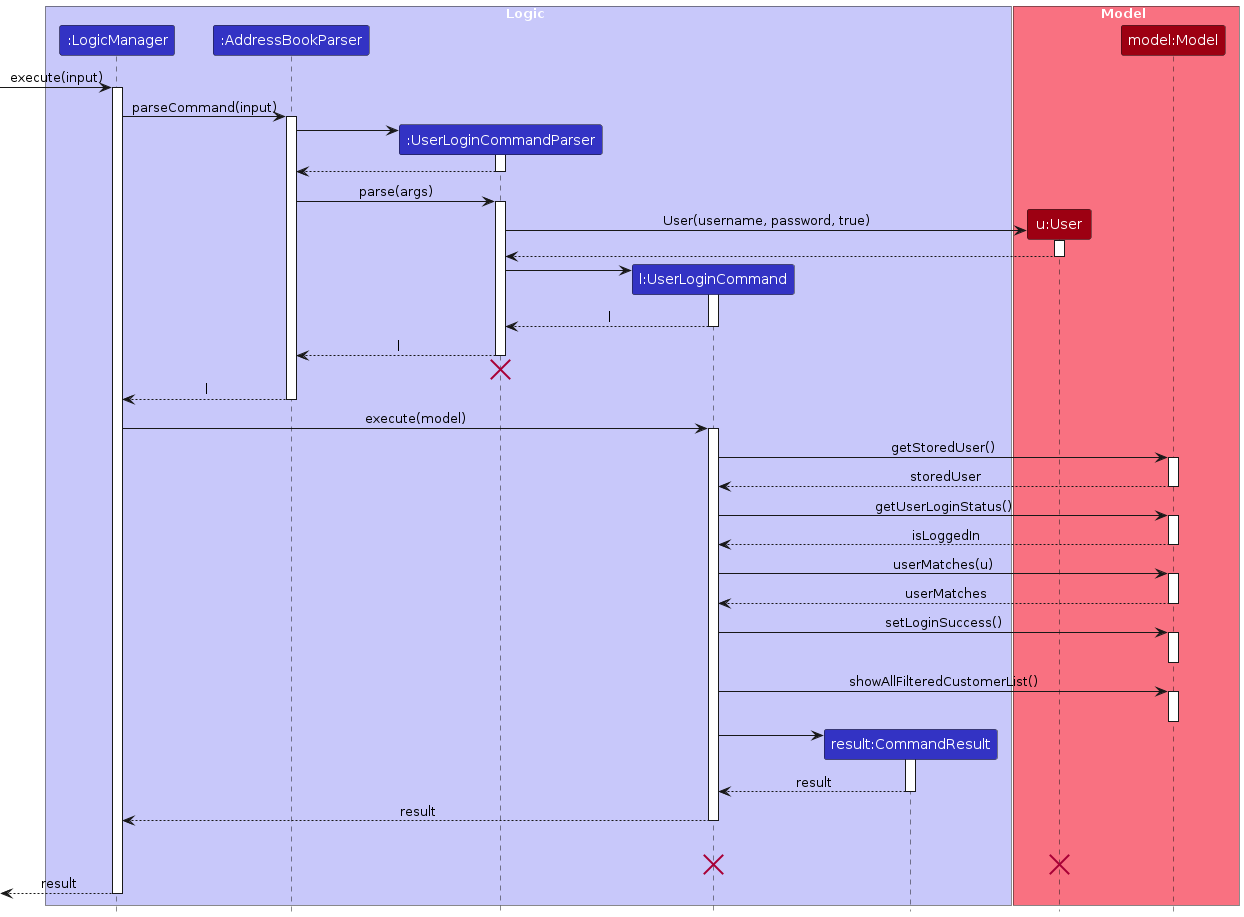 Logic
Model
:LogicManager
:AddressBookParser
model:Model
execute(input)
parseCommand(input)
:UserLoginCommandParser
parse(args)
User(username, password, true)
u:User
l:UserLoginCommand
l
l
l
execute(model)
getStoredUser()
storedUser
getUserLoginStatus()
isLoggedIn
userMatches(u)
userMatches
setLoginSuccess()
showAllFilteredCustomerList()
result:CommandResult
result
result
result